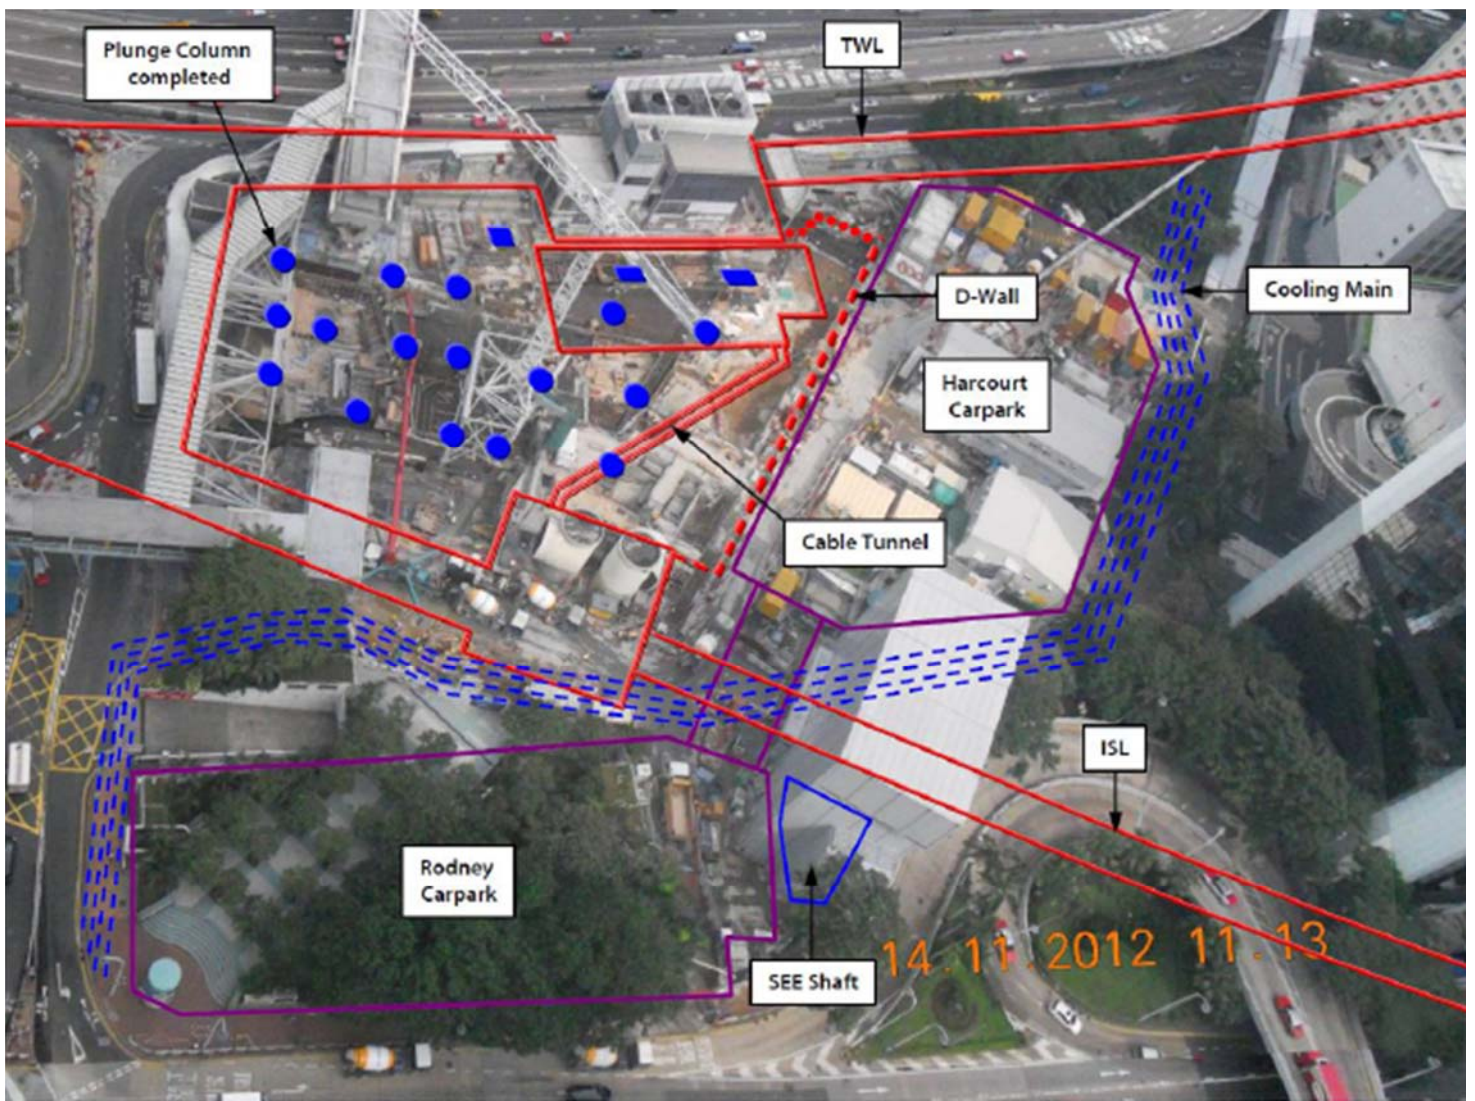 Plunge Column
completed
TWL
D-Wall
Cooling Main
Harcourt
Carpark
Cable Tunnel
ISL
Rodney
Carpark
SEE Shaft
14.11.2012 11.13